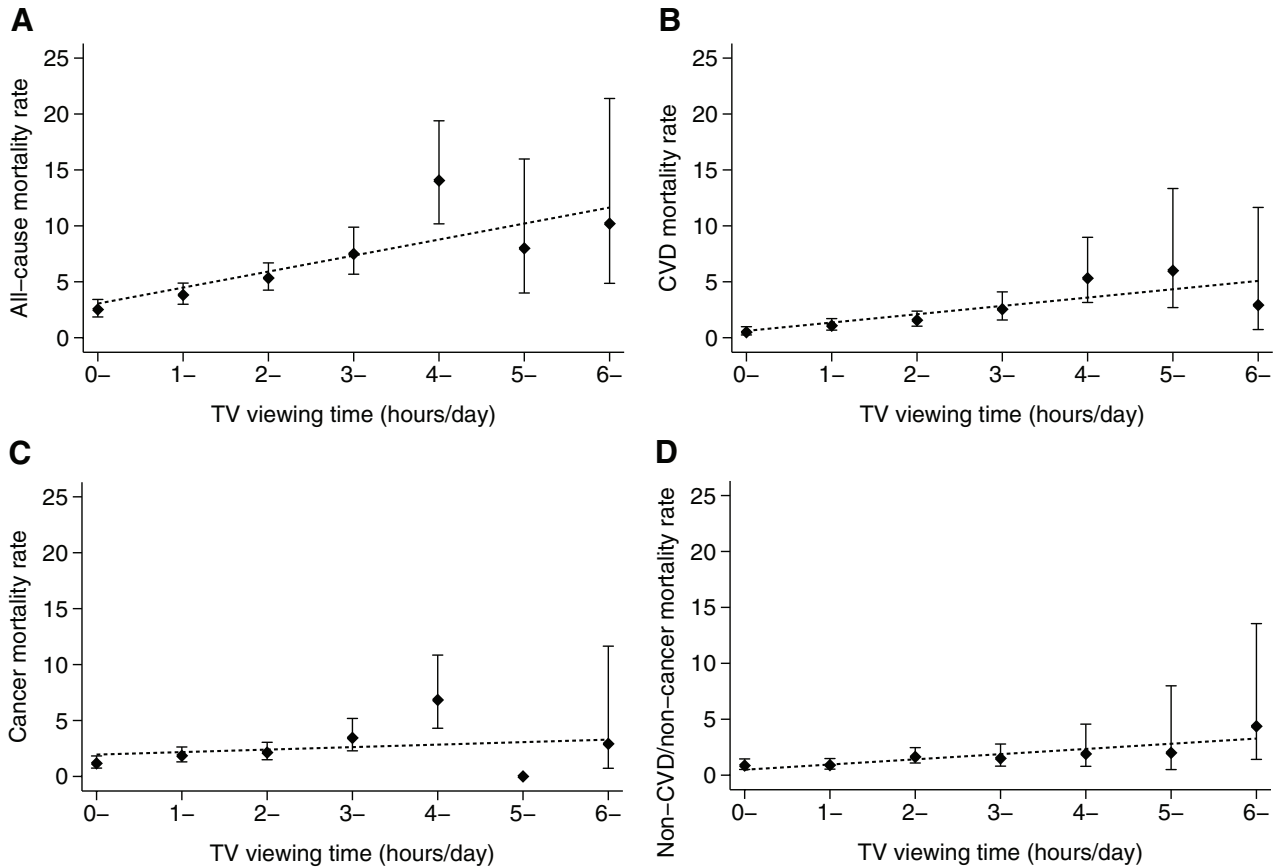 A
All–cause mortality rate
25
20
15
10
5
0
0– 1– 2– 3– 4– 5– 6–
TV viewing time (hours/day)
B
CVD mortality rate
25
20
15
10
5
0
0– 1– 2– 3– 4– 5– 6–
TV viewing time (hours/day)
C
Cancer mortality rate
25
20
15
10
5
0
0– 1– 2– 3– 4– 5– 6–
TV viewing time (hours/day)
D
Non–CVD/non–cancer mortality rate
25
20
15
10
5
0
0– 1– 2– 3– 4– 5– 6–
TV viewing time (hours/day)